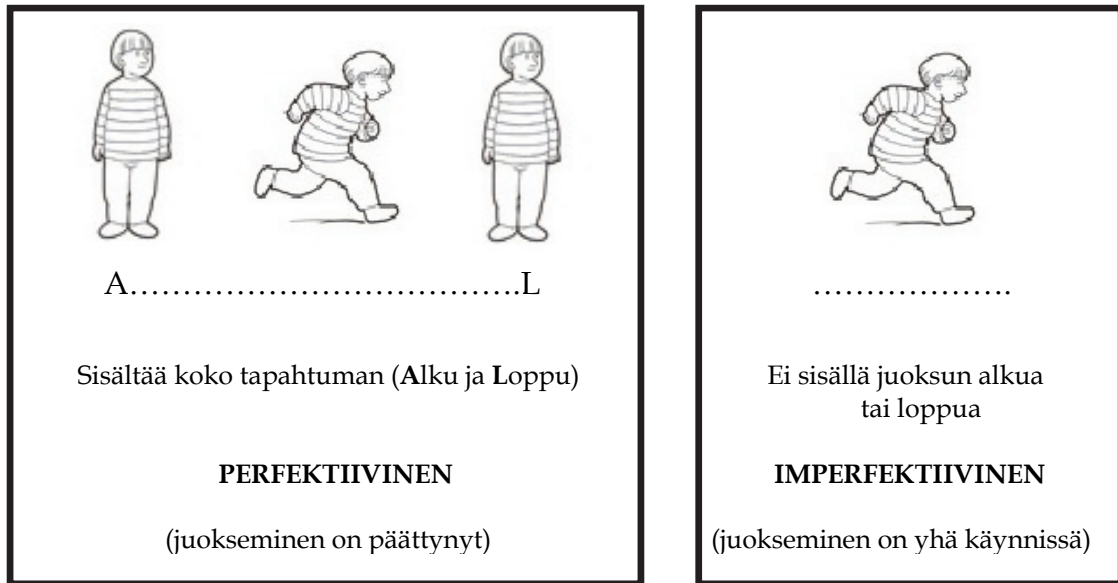 A………………………………….L
Sisältää koko tapahtuman (Alku ja Loppu)
PERFEKTIIVINEN
(juokseminen on päättynyt)
……………….
Ei sisällä juoksun alkua
tai loppua
IMPERFEKTIIVINEN
(juokseminen on yhä käynnissä)